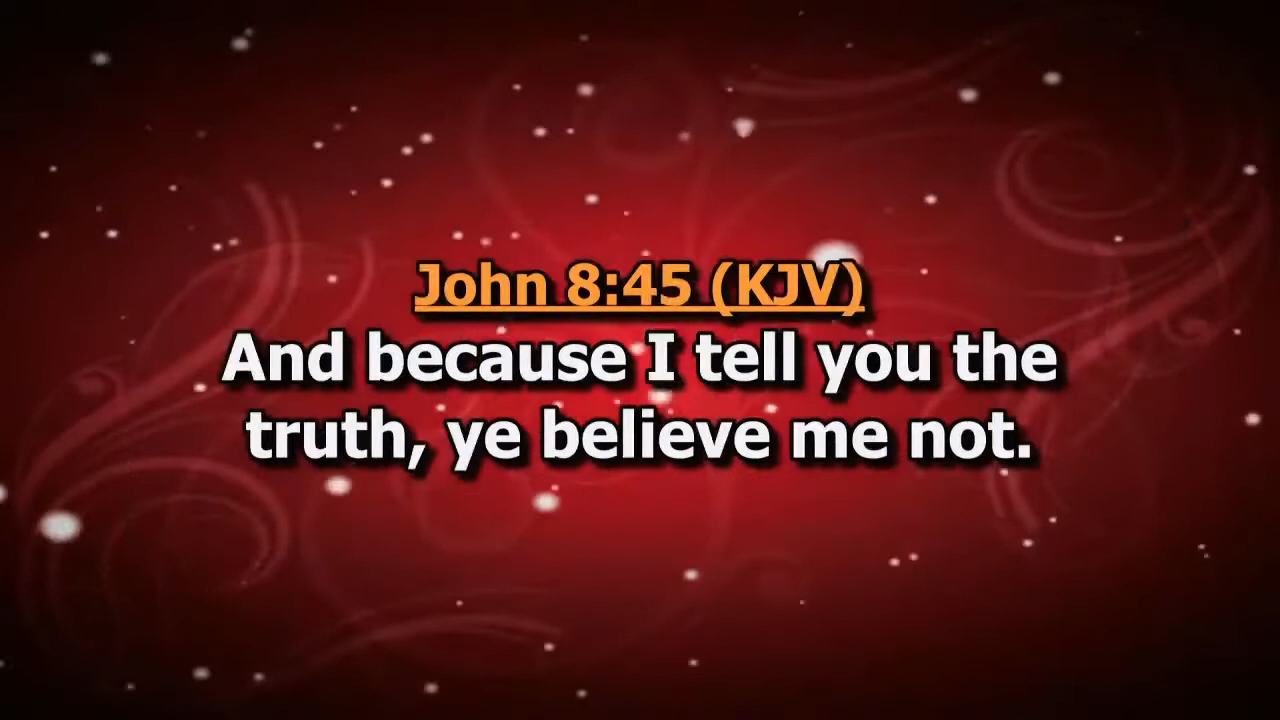 John 8:45 (KJV)
And because I tell you the
truth, ye believe me not.